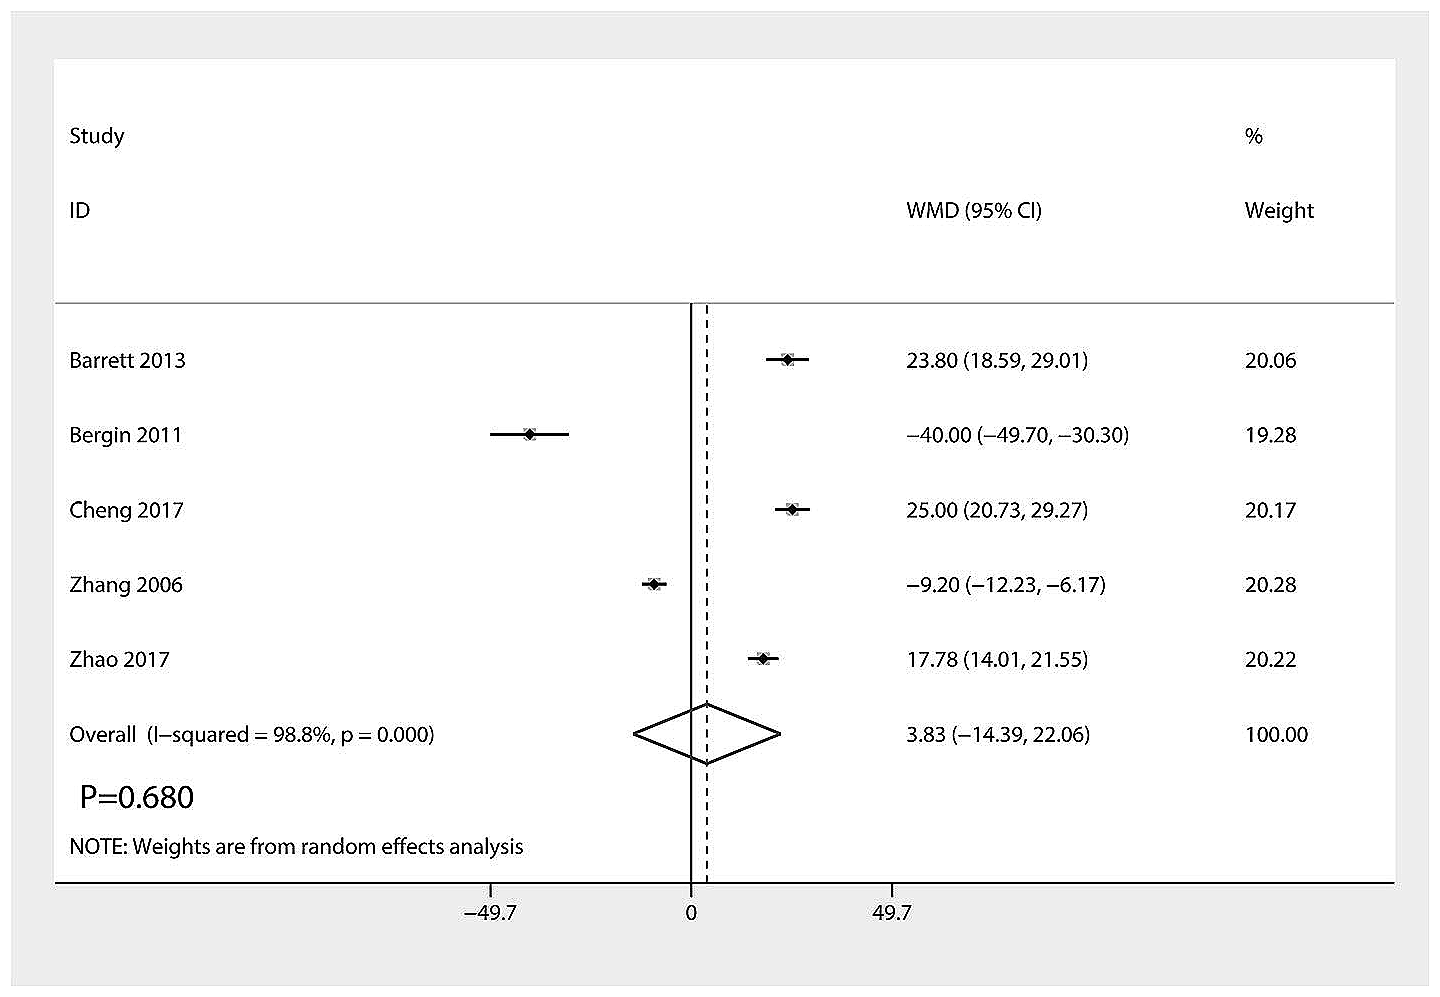 Study %
ID WMD (95% CI) Weight
Barrett 2013 23.80 (18.59, 29.01) 20.06
Bergin 2011 −40.00 (−49.70, −30.30) 19.28
Cheng 2017 25.00 (20.73, 29.27) 20.17
Zhang 2006 −9.20 (−12.23, −6.17) 20.28
Zhao 2017 17.78 (14.01, 21.55) 20.22
Overall (I−squared = 98.8%, p = 0.000) 3.83 (−14.39, 22.06) 100.00
P=0.680
NOTE: Weights are from random effects analysis
−49.7 0 49.7